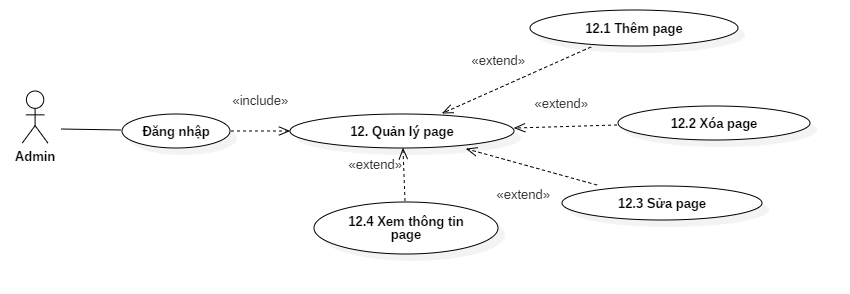 12.1 Thêm page
«extend»
«include»
«extend»
Admin
Đăng nhập
12. Quản lý page
12.2 Xóa page
«extend»
«extend»
12.3 Sửa page
12.4 Xem thông tin
page